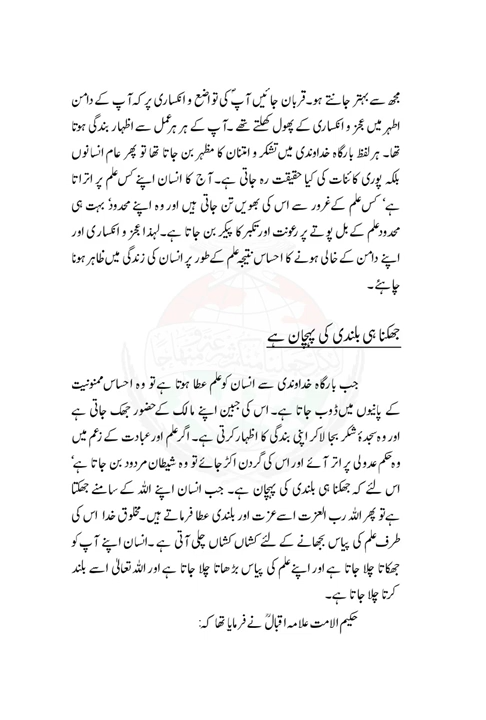 مجھ سے بہتر جانتے ہو۔ قربان جائیں آپؐ کی تواضع و انکساری پر کہ آپ کے دامن
اطہر میں عجز و انکساری کے پھول کھلتے تھے۔ آپ کے ہر ہر عمل سے اظہار بندگی ہوتا
تھا۔ ہر لفظ بارگاہ خداوندی میں تشکر و امتنان کا مظہر بن جاتا تھا تو پھر عام انسانوں
بلکہ پوری کائنات کی کیا حقیقت رہ جاتی ہے۔ آج کا انسان اپنے کس علم پر اتراتا
ہے‘ کس علم کے غرور سے اس کی بھویں تن جاتی ہیں اور وہ اپنے محدود‘ بہت ہی
محدود علم کے بل پوتے پر رعونت اور تکبر کا پیکر بن جاتا ہے۔ لہٰذا عجز و انکساری اور
اپنے دامن کے خالی ہونے کا احساس نتیجہ علم کے طور پر انسان کی زندگی میں ظاہر ہونا
چاہئے۔
جھکنا ہی بلندی کی پہچان ہے
جب بارگاہ خداوندی سے انسان کو علم عطا ہوتا ہے تو وہ احساس ممنونیت
کے پانیوں میں ڈوب جاتا ہے۔ اس کی جبین اپنے مالک کے حضور جھک جاتی ہے
اور وہ سجدۂ شکر بجا لا کر اپنی بندگی کا اظہار کرتی ہے۔ اگر علم اور عبادت کے زعم میں
وہ حکم عدولی پر اتر آئے اور اس کی گردن اکڑ جائے تو وہ شیطان مردود بن جاتا ہے‘
اس لئے کہ جھکنا ہی بلندی کی پہچان ہے۔ جب انسان اپنے اللہ کے سامنے جھکتا
ہے تو پھر اللہ رب العزت اسے عزت اور بلندی عطا فرماتے ہیں۔ مخلوق خدا اس کی
طرف علم کی پیاس بجھانے کے لئے کشاں کشاں چلی آتی ہے۔ انسان اپنے آپ کو
جھکاتا چلا جاتا ہے اور اپنے علم کی پیاس بڑھاتا چلا جاتا ہے اور اللہ تعالیٰ اسے بلند
کرتا چلا جاتا ہے۔
حکیم الامت علامہ اقبالؒ نے فرمایا تھا کہ: